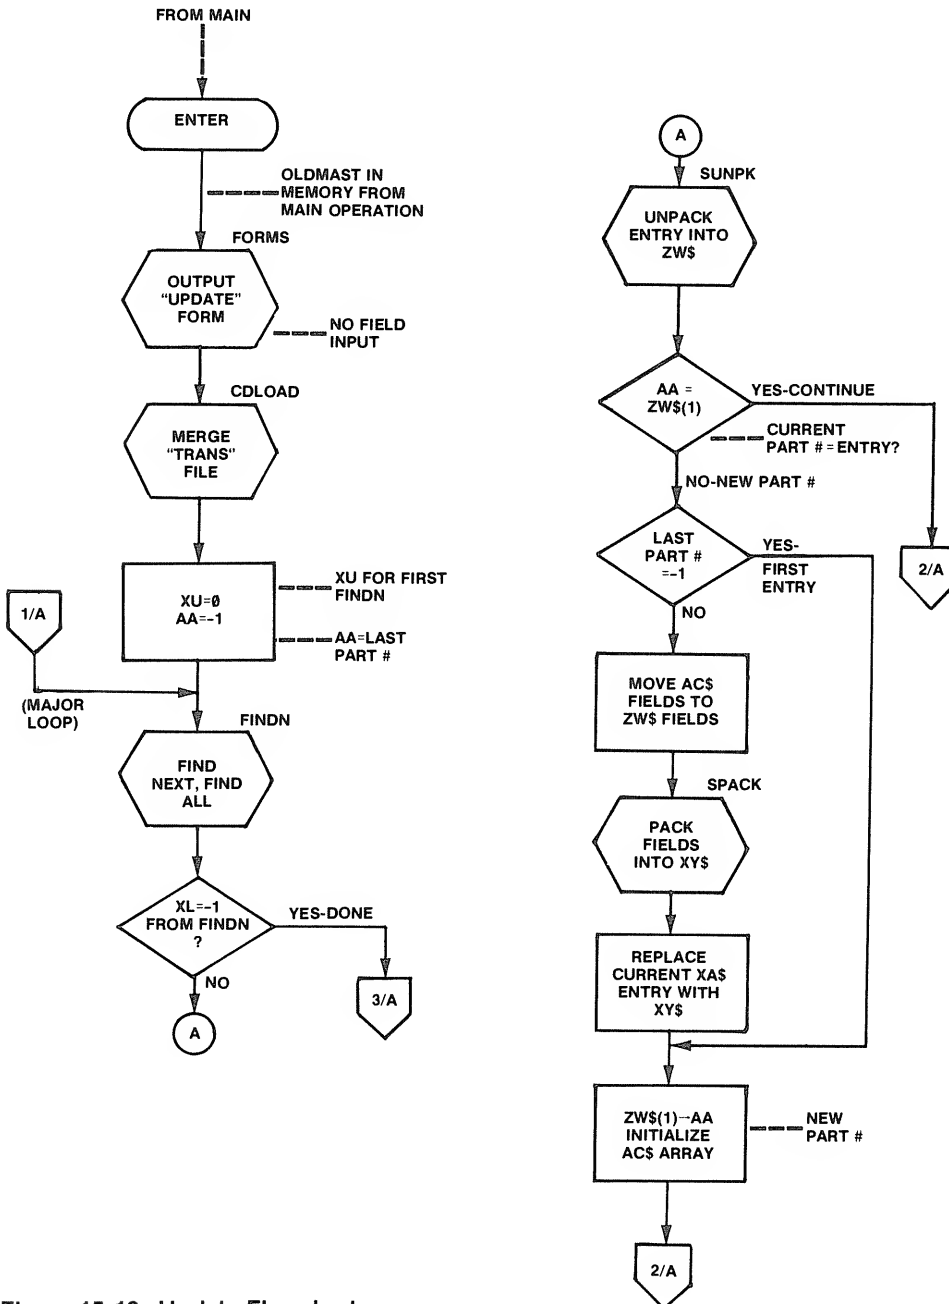 FROM MAIN
ENTER
OLDMAST IN
MEMORY FROM
MAIN OPERATION
FORMS
OUTPUT
“UPDATE”
FORM
NO FIELD
INPUT
CDLOAD
MERGE
“TRANS”
FILE
XU=0
AA=-1
XU FOR FIRST
FINDN
AA=LAST
PART #
1/A
(MAJOR
LOOP)
FINDN
FIND
NEXT, FIND
ALL
XL=-1
FROM FINDN
?
YES-DONE
3/A
NO
A
A
SUNPK
UNPACK
ENTRY INTO
ZW$
AA =
ZW$(1)
YES-CONTINUE
CURRENT
PART #=ENTRY?
2/A
NO-NEW PART #
LAST
PART #
=-1
YES-
FIRST
ENTRY
NO
MOVE AC$
FIELDS TO
ZW$ FIELDS
SPACK
PACK
FIELDS
INTO XY$
REPLACE
CURRENT XA$
ENTRY WITH
XY$
ZW$(1)→AA
INITIALIZE
AC$ ARRAY
NEW
PART #
2/A